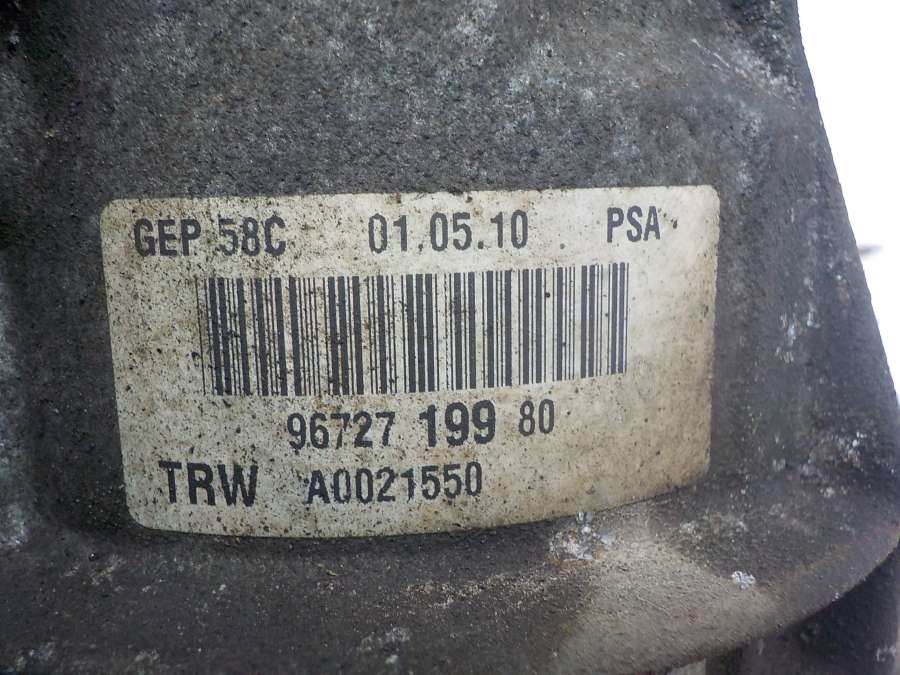 GEP 58C 01.05.10 PSA
96727 199 80
TRW A0021550